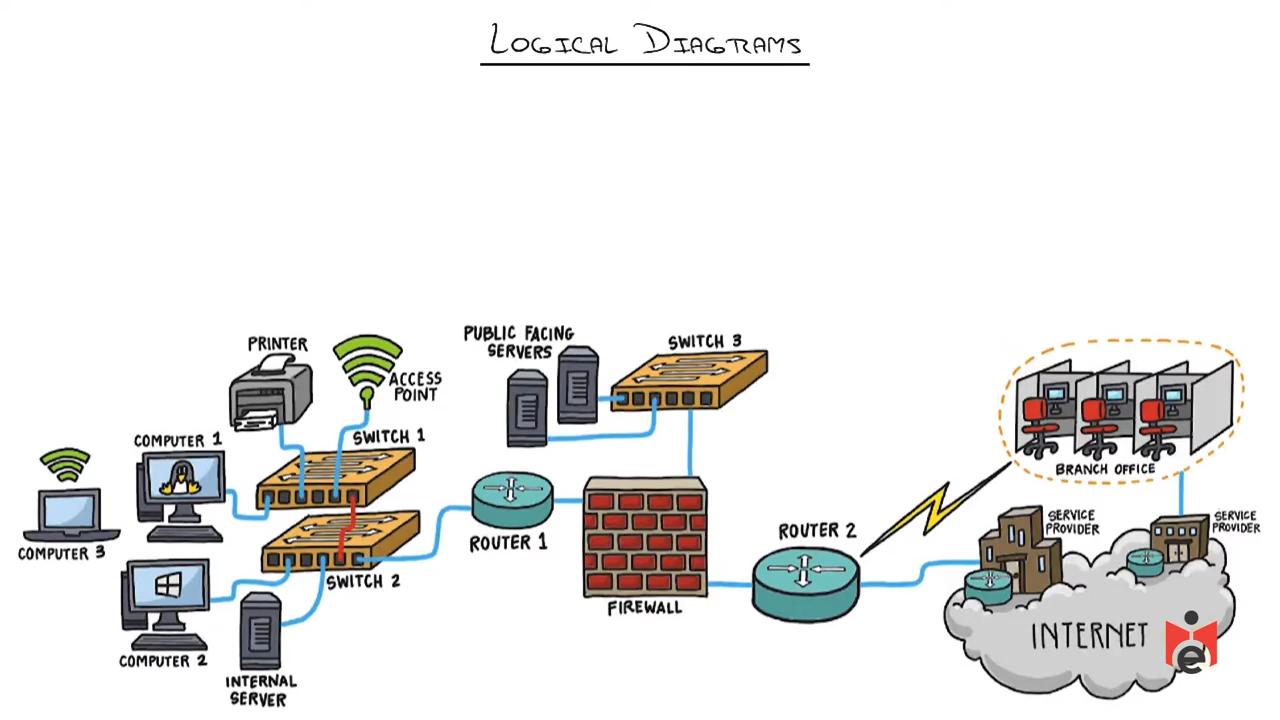 LOGICAL DIAGRAMS
PRINTER
ACCESS
POINT
COMPUTER 1
SWITCH 1
COMPUTER 3
SWITCH 2
COMPUTER 2
INTERNAL
SERVER
PUBLIC FACING
SERVERS
SWITCH 3
ROUTER 1
FIREWALL
ROUTER 2
BRANCH OFFICE
SERVICE
PROVIDER
SERVICE
PROVIDER
INTERNET